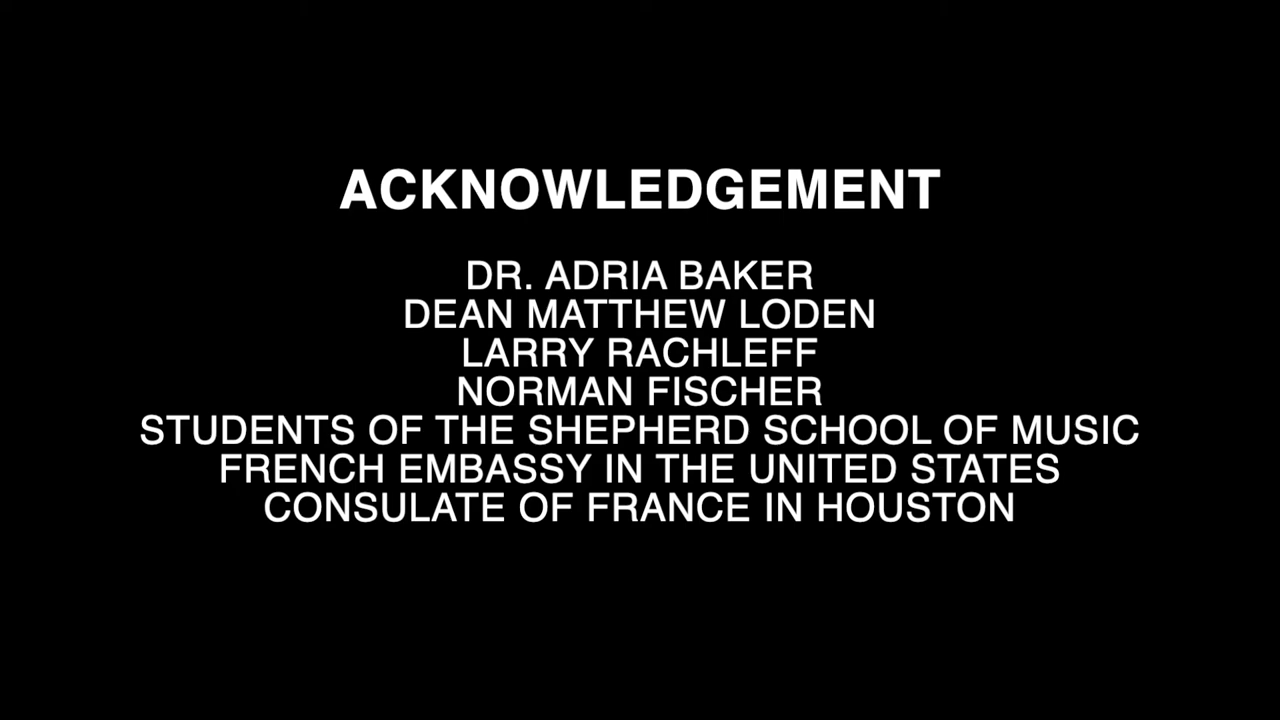 ACKNOWLEDGEMENT
DR. ADRIA BAKER
DEAN MATTHEW LODEN
LARRY RACHLEFF
NORMAN FISCHER
STUDENTS OF THE SHEPHERD SCHOOL OF MUSIC
FRENCH EMBASSY IN THE UNITED STATES
CONSULATE OF FRANCE IN HOUSTON